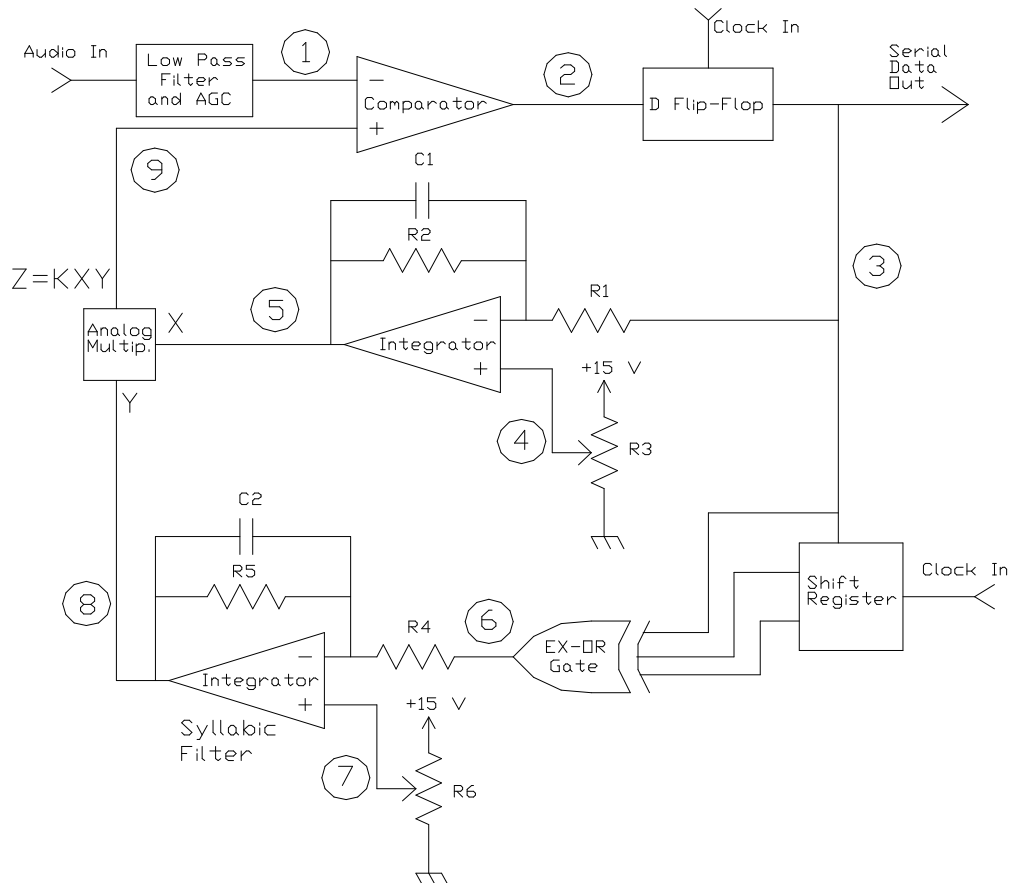 Clock In
Audio In
Low Pass
Filter
and AGC
1
2
Serial
Data
Out
−
Comparator
+
D Flip-Flop
9
C1
R2
3
Z=KXY
5
R1
Analog
Multip.
X
−
Integrator
+
+15 V
Y
4
R3
C2
R5
8
R4
6
EX-OR
Gate
Shift
Register
Clock In
−
Integrator
+
+15 V
Syllabic
Filter
7
R6